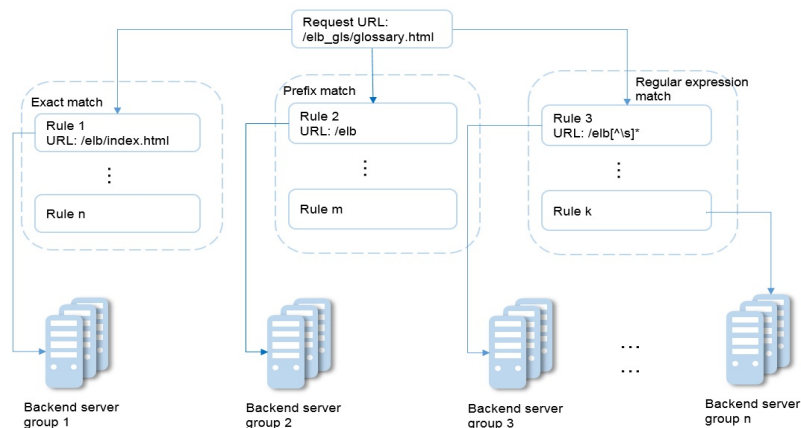 Request URL:
/elb_gls/glossary.html
Exact match
Rule 1
URL: /elb/index.html
⋮
Rule n
Prefix match
Rule 2
URL: /elb
⋮
Rule m
Regular expression
match
Rule 3
URL: /elb[^\s]*
⋮
Rule k
...
...
Backend server
group 1
Backend server
group 2
Backend server
group 3
Backend server
group n